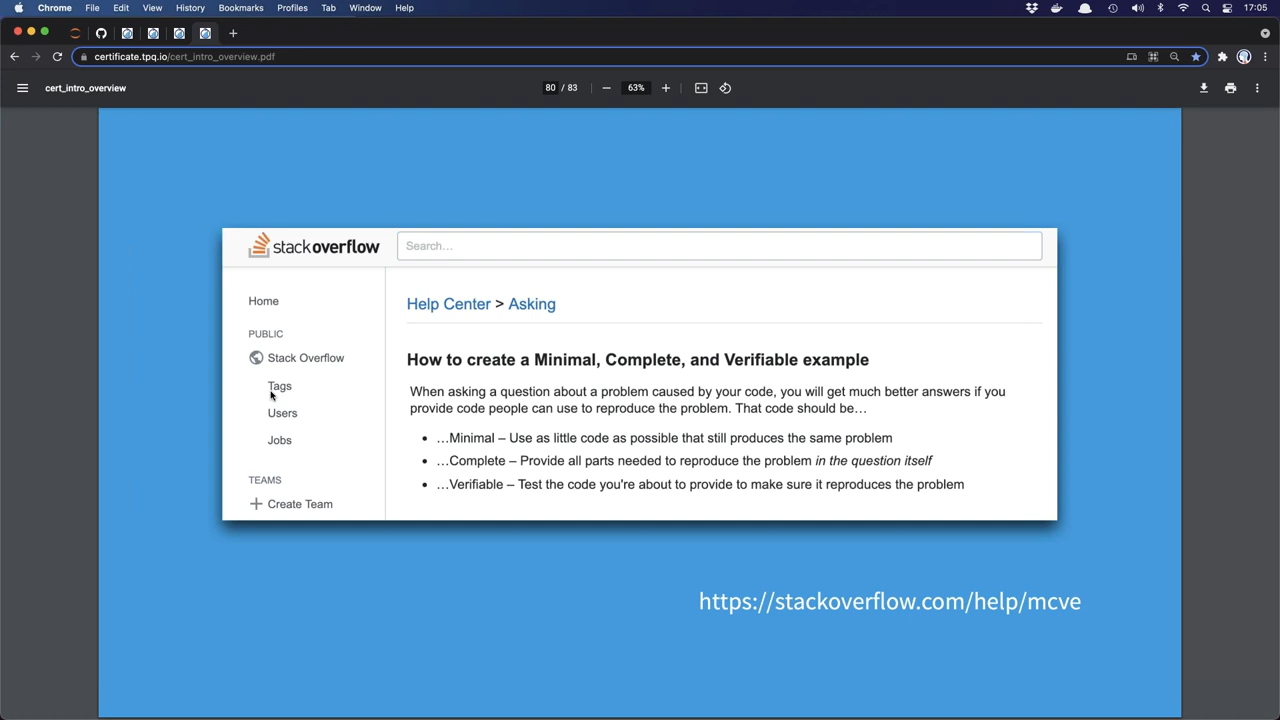 Chrome File Edit View History Bookmarks Profiles Tab Window Help 17:05
certificate.tpq.io/cert_intro_overview.pdf
cert_intro_overview 80 / 83 63%
stackoverflow Search…
Home
PUBLIC
Stack Overflow
Tags
Users
Jobs
TEAMS
Create Team
Help Center > Asking
How to create a Minimal, Complete, and Verifiable example
When asking a question about a problem caused by your code, you will get much better answers if you
provide code people can use to reproduce the problem. That code should be…
• …Minimal – Use as little code as possible that still produces the same problem
• …Complete – Provide all parts needed to reproduce the problem in the question itself
• …Verifiable – Test the code you're about to provide to make sure it reproduces the problem
https://stackoverflow.com/help/mcve